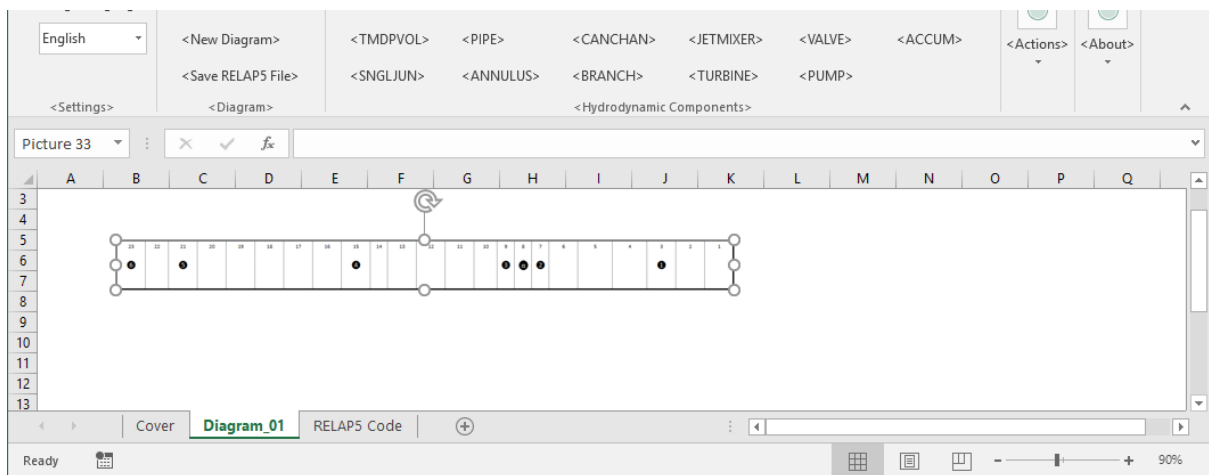 English
<New Diagram> <TMDPVOL> <PIPE> <CANCHAN> <JETMIXER> <VALVE> <ACCUM> <Actions> <About>
<Save RELAP5 File> <SNGLJUN> <ANNULUS> <BRANCH> <TURBINE> <PUMP>
<Settings> <Diagram> <Hydrodynamic Components>
Picture 33 fx
A B C D E F G H I J K L M N O P Q
3
4
5
23 22 21 20 19 18 17 16 15 14 13 12 11 10 9 8 7 6 5 4 3 2 1
6
7
8
9
10
11
12
13
Cover Diagram_01 RELAP5 Code
Ready 90%